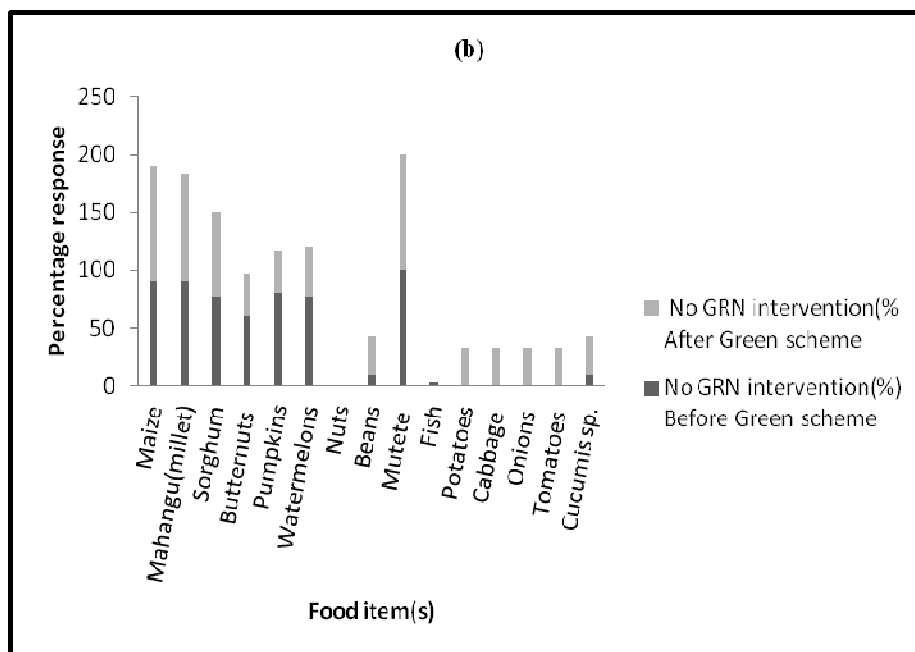 (b)
Percentage response
250
200
150
100
50
0
Maize
Mahangu(millet)
Sorghum
Butternuts
Pumpkins
Watermelons
Nuts
Beans
Mutete
Fish
Potatoes
Cabbage
Onions
Tomatoes
Cucumis sp.
Food item(s)
No GRN intervention(%
After Green scheme
No GRN intervention(%)
Before Green scheme